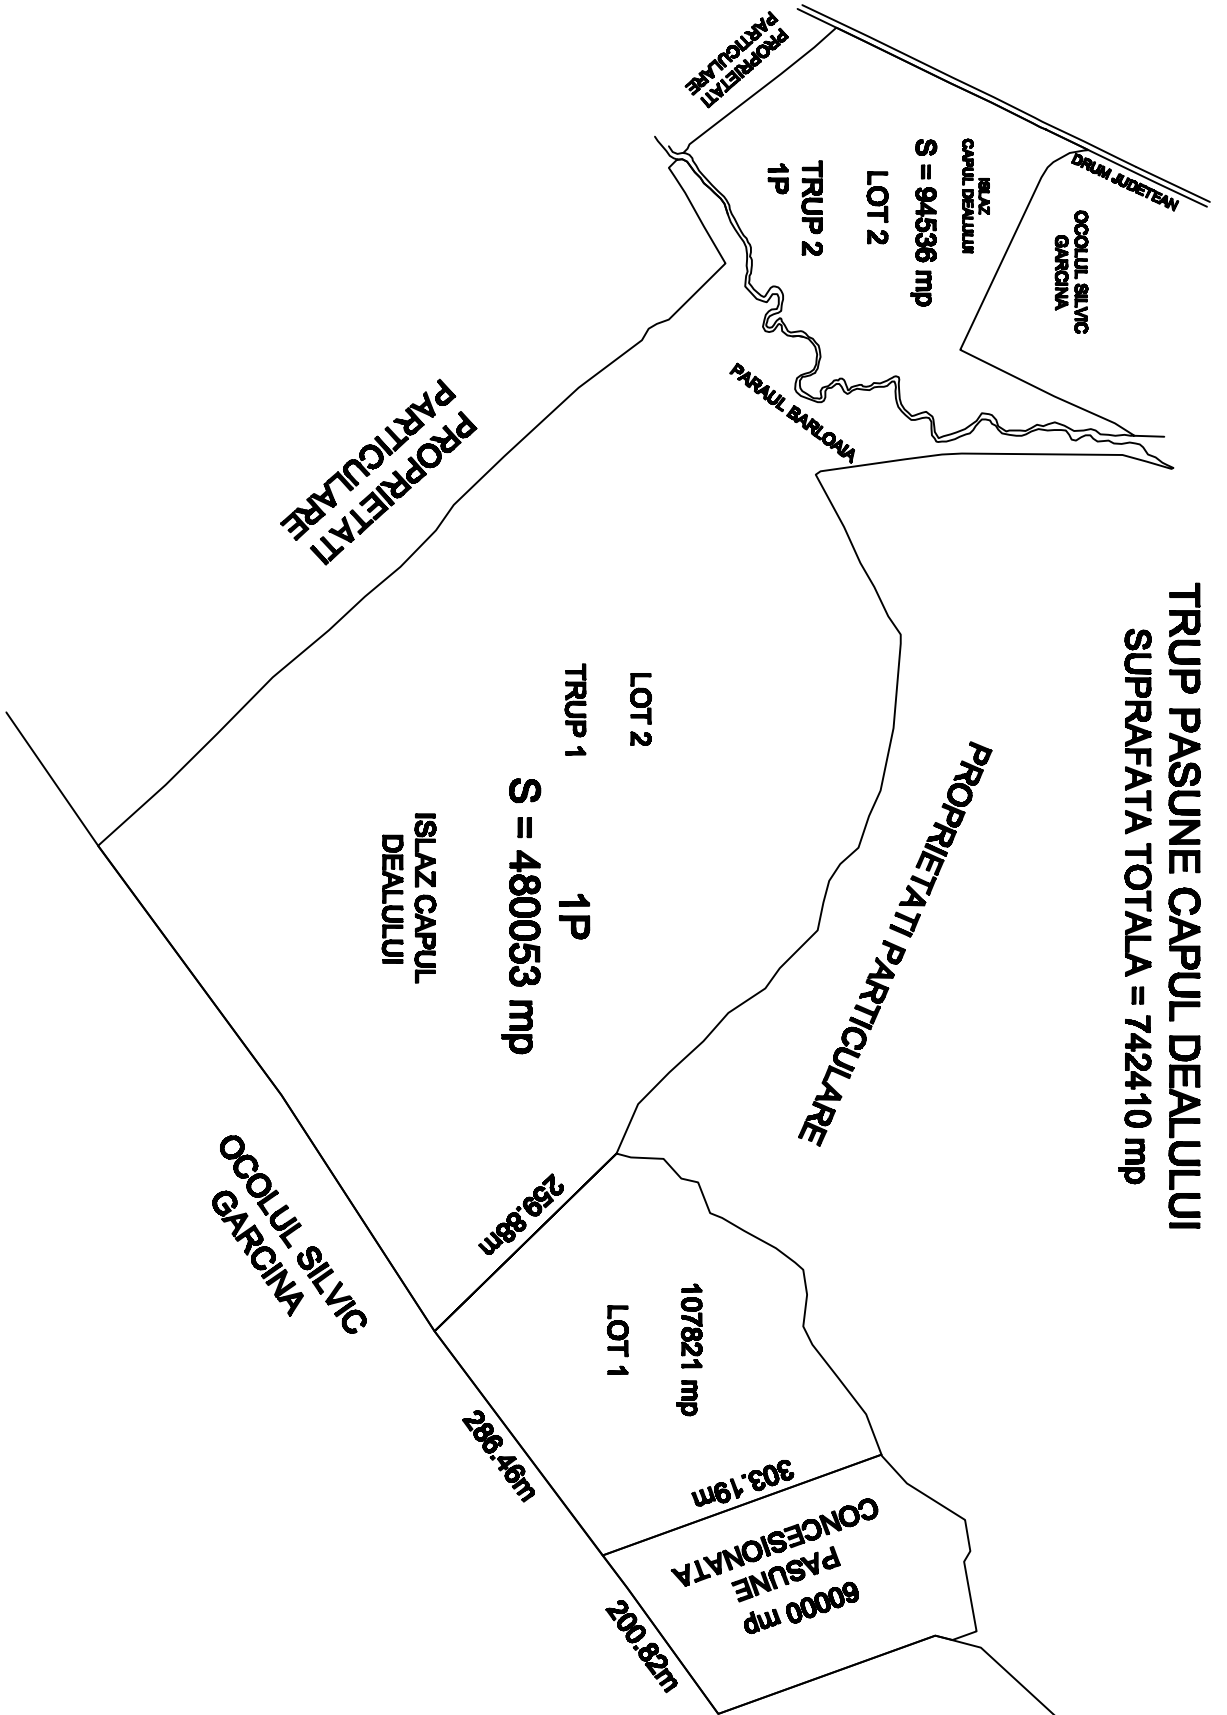 TRUP PASUNE CAPUL DEALULUI
SUPRAFATA TOTALA = 742410 mp
DRUM JUDETEAN
OCOLUL SILVIC
GARCINA
ISLAZ
CAPUL DEALULUI
S = 94536 mp
LOT 2
TRUP 2
1P
PROPRIETATI
PARTICULARE
PARAUL BARLOAIA
PROPRIETATI
PARTICULARE
PROPRIETATI PARTICULARE
LOT 2
TRUP 1
1P
S = 480053 mp
ISLAZ CAPUL
DEALULUI
259.88m
107821 mp
LOT 1
OCOLUL SILVIC
GARCINA
286.46m
303.19m
CONCESIONATA
PASUNE
60000 mp
200.82m